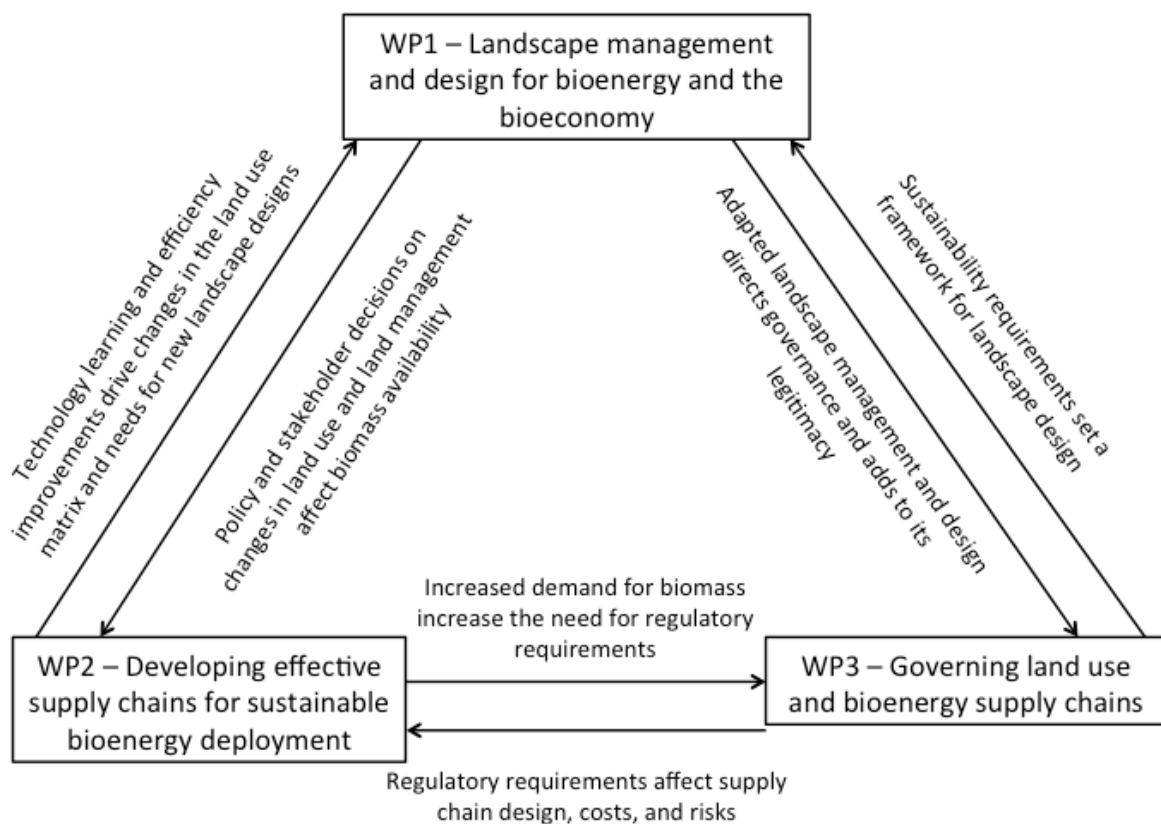 WP1 – Landscape management
and design for bioenergy and the
bioeconomy
Technology learning and efficiency
improvements drive changes in the land use
matrix and needs for new landscape designs
Policy and stakeholder decisions on
changes in land use and land management
affect biomass availability
Adapted landscape management and design
directs governance and adds to its
legitimacy
Sustainability requirements set a
framework for landscape design
Increased demand for biomass
increase the need for regulatory
requirements
WP2 – Developing effective
supply chains for sustainable
bioenergy deployment
WP3 – Governing land use
and bioenergy supply chains
Regulatory requirements affect supply
chain design, costs, and risks